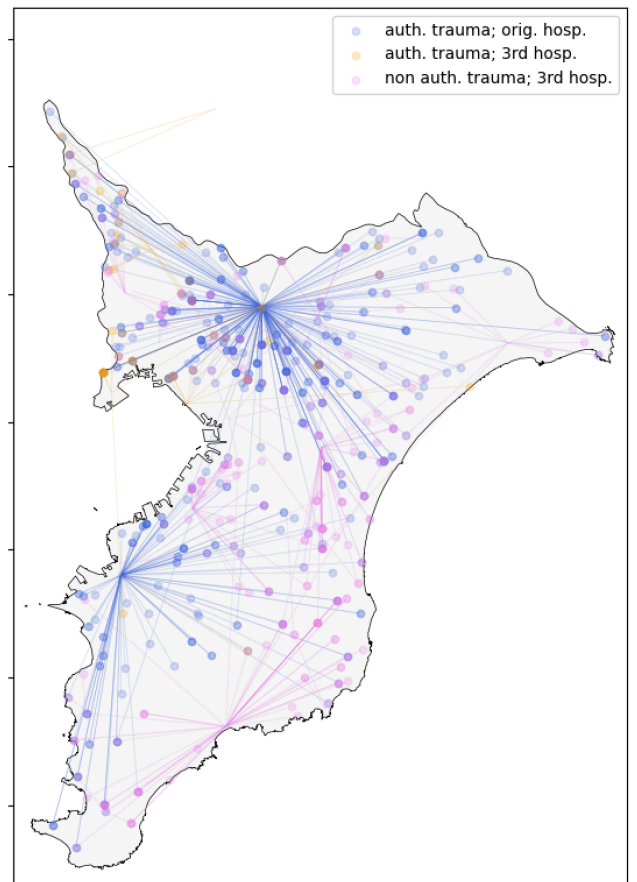 auth. trauma; orig. hosp.
auth. trauma; 3rd hosp.
non auth. trauma; 3rd hosp.